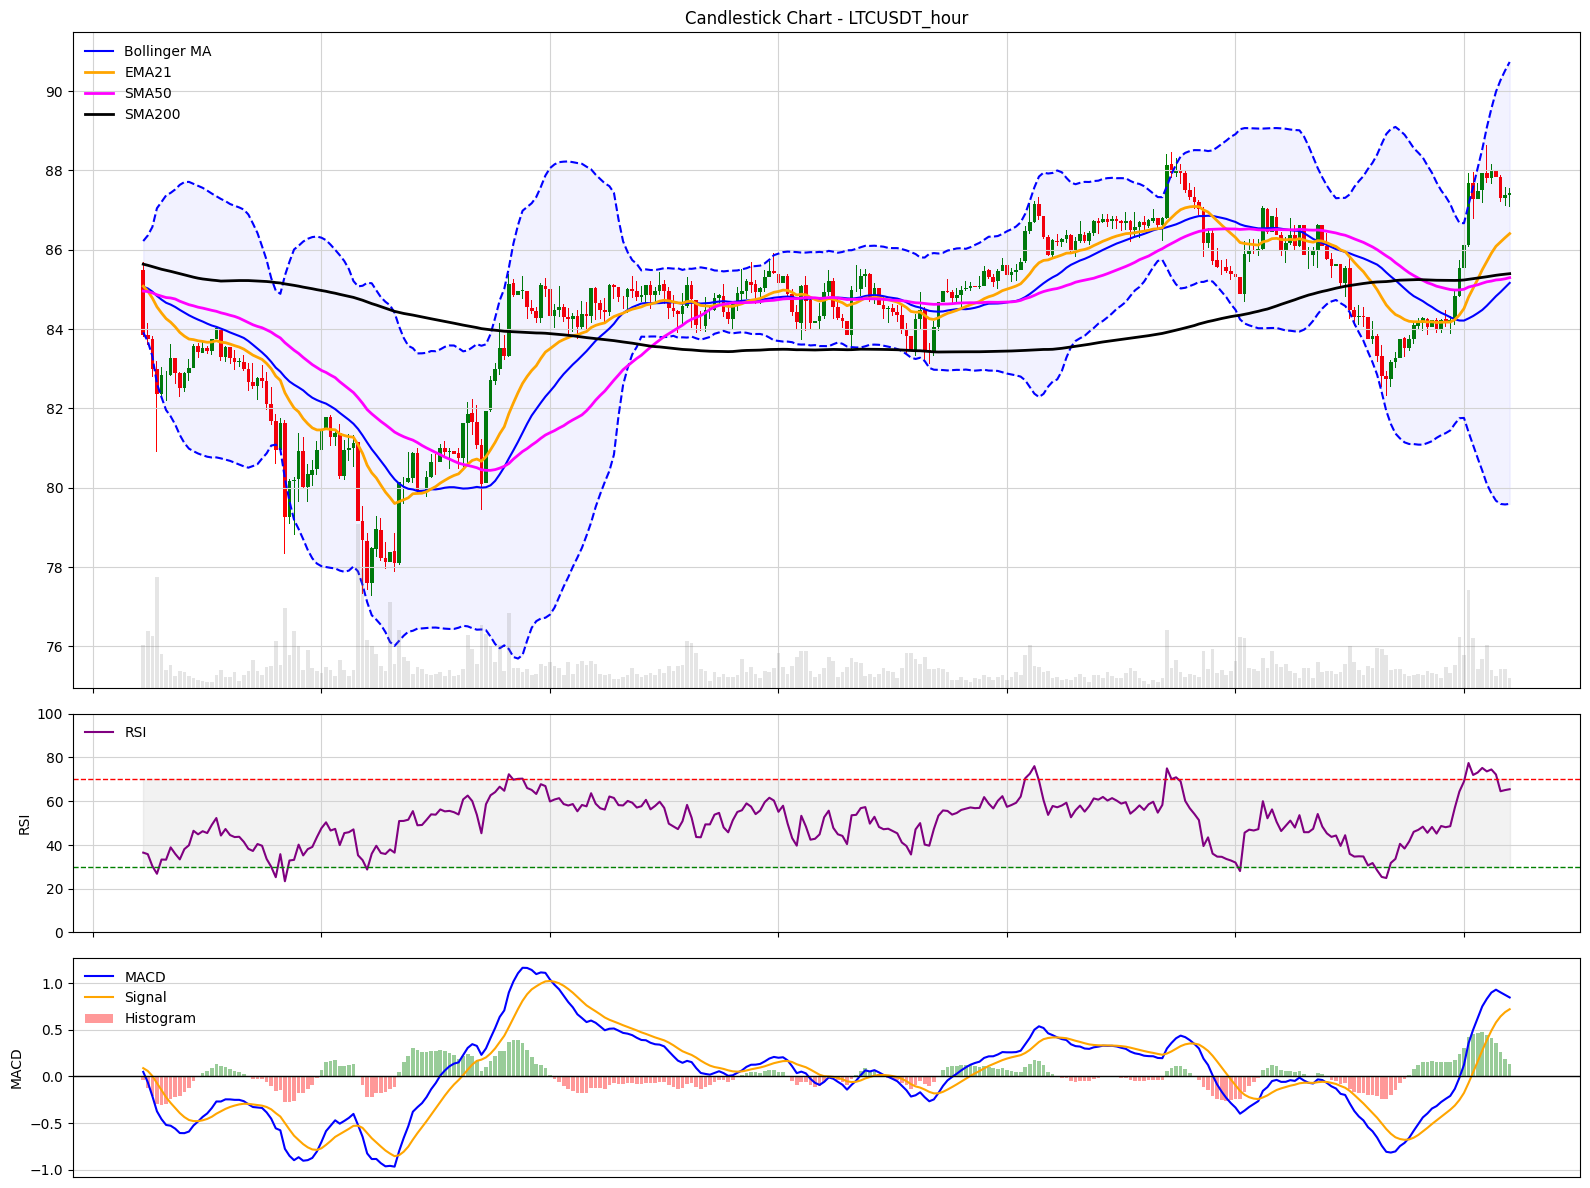 Candlestick Chart - LTCUSDT_hour
Bollinger MA
EMA21
SMA50
SMA200
90
88
86
84
82
80
78
76
RSI
100
80
60
40
20
0
RSI
MACD
Signal
Histogram
1.0
0.5
0.0
−0.5
−1.0
MACD